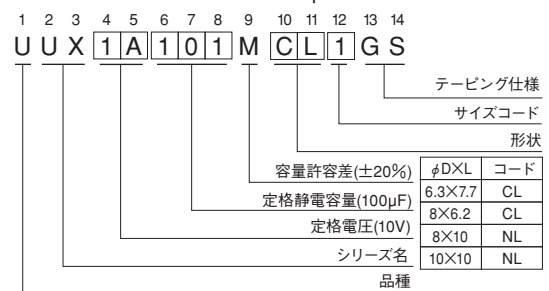 1 2 3 4 5 6 7 8 9 10 11 12 13 14
U U X 1 A 1 0 1 M C L 1 G S
テーピング仕様
サイズコード
形状
容量許容差(±20%)
定格静電容量(100µF)
定格電圧(10V)
シリーズ名
品種
φD×L コード
6.3×7.7 CL
8×6.2 CL
8×10 NL
10×10 NL